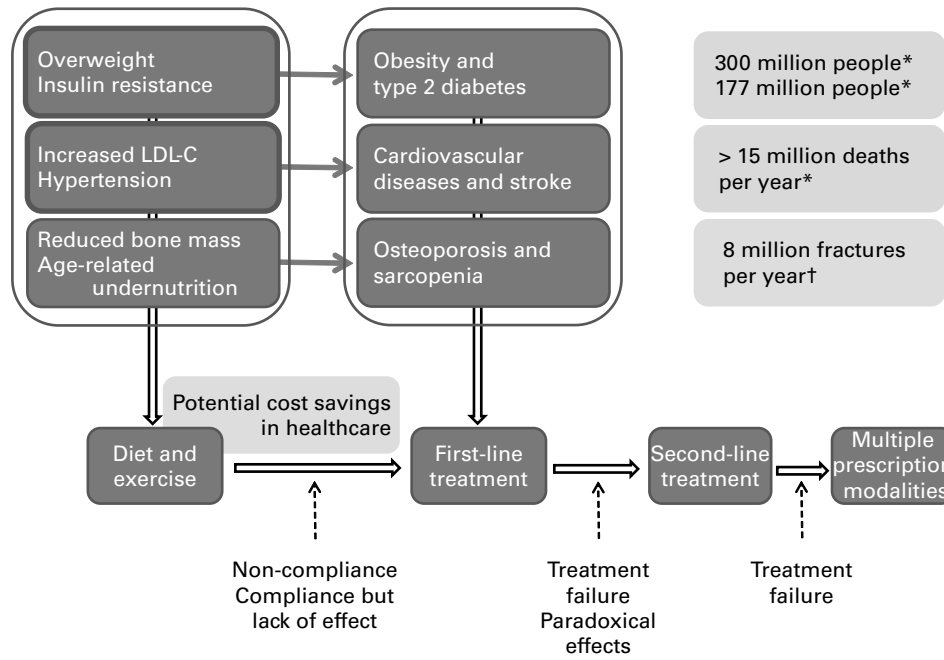 Overweight
Insulin resistance
Obesity and
type 2 diabetes
300 million people*
177 million people*
Increased LDL-C
Hypertension
Cardiovascular
diseases and stroke
> 15 million deaths
per year*
Reduced bone mass
Age-related
undernutrition
Osteoporosis and
sarcopenia
8 million fractures
per year†
Potential cost savings
in healthcare
Diet and
exercise
First-line
treatment
Second-line
treatment
Multiple
prescription
modalities
Non-compliance
Compliance but
lack of effect
Treatment
failure
Paradoxical
effects
Treatment
failure